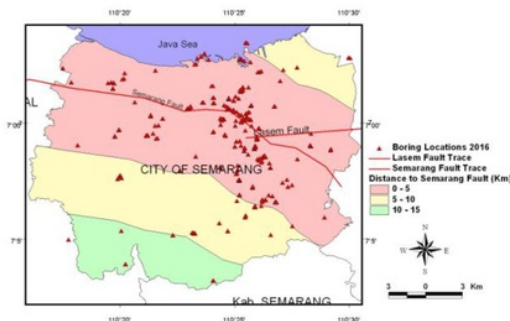 110°20'
110°25'
110°30'
Java Sea
Semarang Fault
AL
7°00'
Lasem Fault
7°00'
CITY OF SEMARANG
7°5'
7°5'
Kab. SEMARANG
110°20'
110°25'
110°30'
Boring Locations 2016
Lasem Fault Trace
Semarang Fault Trace
Distance to Semarang Fault (Km)
0 - 5
5 - 10
10 - 15
N
W
E
S
3
0
3 Km